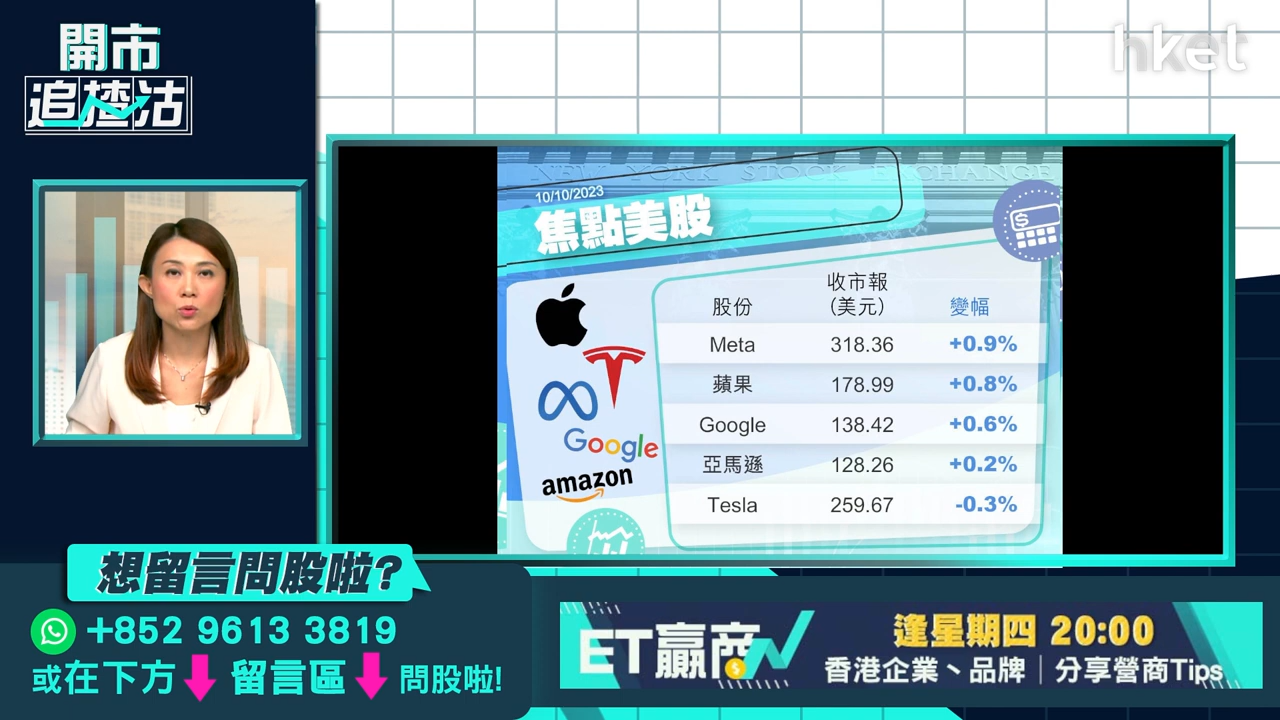 開市
追揸沽
hket
NEW YORK STOCK EXCHANGE
10/10/2023
焦點美股
股份 收市報 (美元) 變幅
Meta 318.36 +0.9%
蘋果 178.99 +0.8%
Google 138.42 +0.6%
亞馬遜 128.26 +0.2%
Tesla 259.67 -0.3%
Google
amazon
$
想留言問股啦?
+852 9613 3819
或在下方 留言區 問股啦!
ET贏商
$
逢星期四 20:00
香港企業、品牌｜分享營商Tips